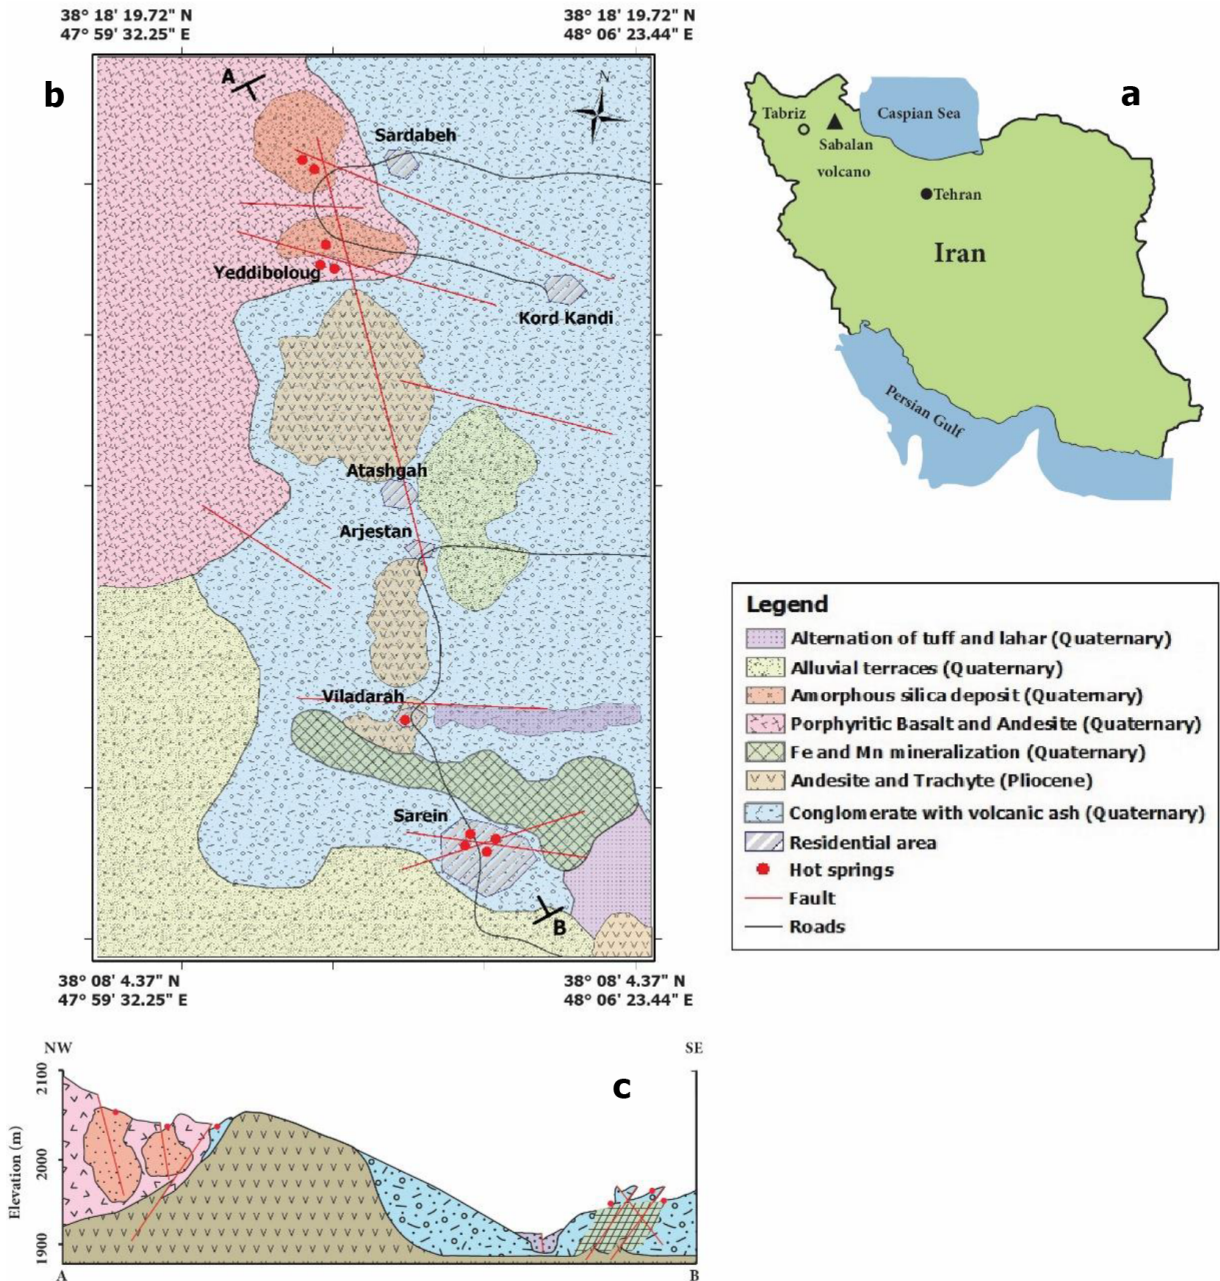 38° 18' 19.72" N
47° 59' 32.25" E
38° 18' 19.72" N
48° 06' 23.44" E
b
A
N
Sardabeh
Yeddiboloug
Kord Kandi
Atashgah
Arjestan
Viladarah
Sarein
B
38° 08' 4.37" N
47° 59' 32.25" E
38° 08' 4.37" N
48° 06' 23.44" E
a
Tabriz
Caspian Sea
Sabalan
volcano
Tehran
Iran
Persian Gulf
Legend
Alternation of tuff and lahar (Quaternary)
Alluvial terraces (Quaternary)
Amorphous silica deposit (Quaternary)
Porphyritic Basalt and Andesite (Quaternary)
Fe and Mn mineralization (Quaternary)
Andesite and Trachyte (Pliocene)
Conglomerate with volcanic ash (Quaternary)
Residential area
Hot springs
Fault
Roads
NW
SE
c
2100
2000
1900
Elevation (m)
A
B